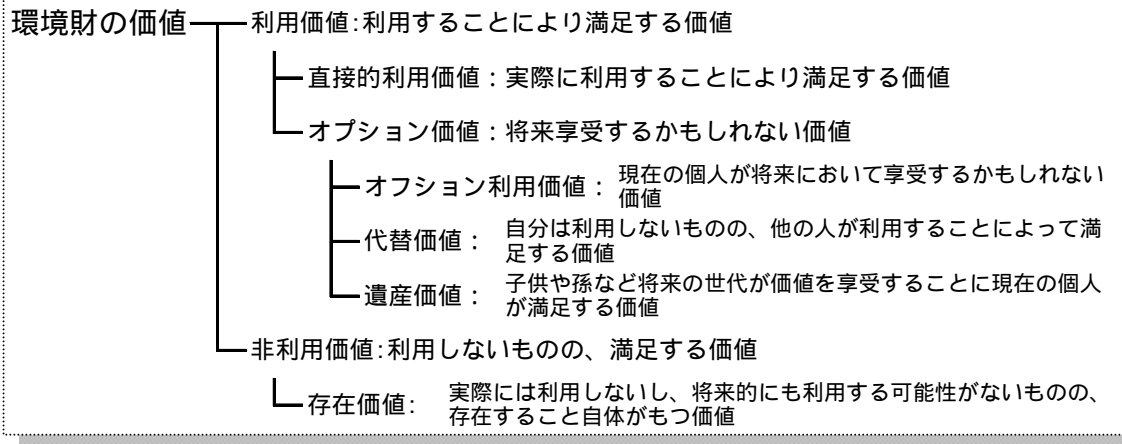 環境財の価値
利用価値:利用することにより満足する価値
直接的利用価値：実際に利用することにより満足する価値
オプション価値：将来享受するかもしれない価値
オフション利用価値：
現在の個人が将来において享受するかもしれない
価値
代替価値：
自分は利用しないものの、他の人が利用することによって満
足する価値
遺産価値：
子供や孫など将来の世代が価値を享受することに現在の個人
が満足する価値
非利用価値:利用しないものの、満足する価値
存在価値:
実際には利用しないし、将来的にも利用する可能性がないものの、
存在すること自体がもつ価値